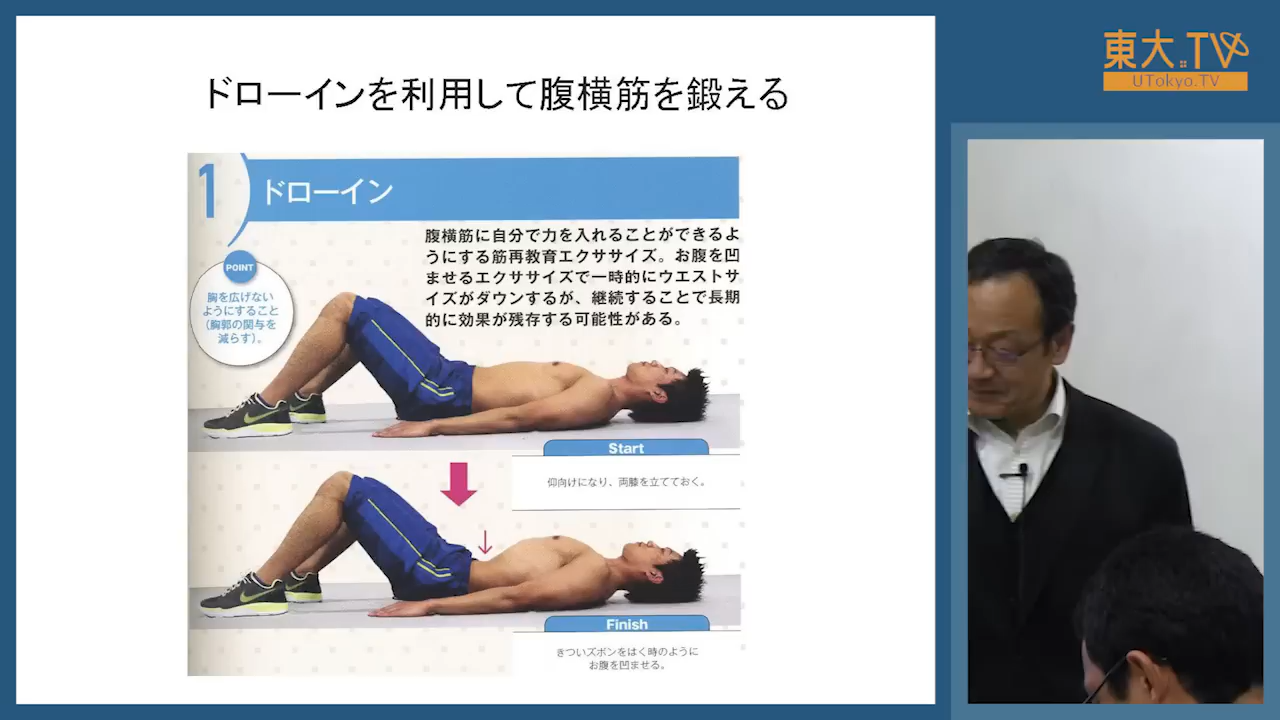 ドローインを利用して腹横筋を鍛える
東大.TV
UTokyo.TV
1
ドローイン
腹横筋に自分で力を入れることができるよ
うにする筋再教育エクササイズ。お腹を凹
ませるエクササイズで一時的にウエストサ
イズがダウンするが、継続することで長期
的に効果が残存する可能性がある。
POINT
胸を広げない
ようにすること
(胸郭の関与を
減らす)。
Start
仰向けになり、両膝を立てておく。
Finish
きついズボンをはく時のように
お腹を凹ませる。